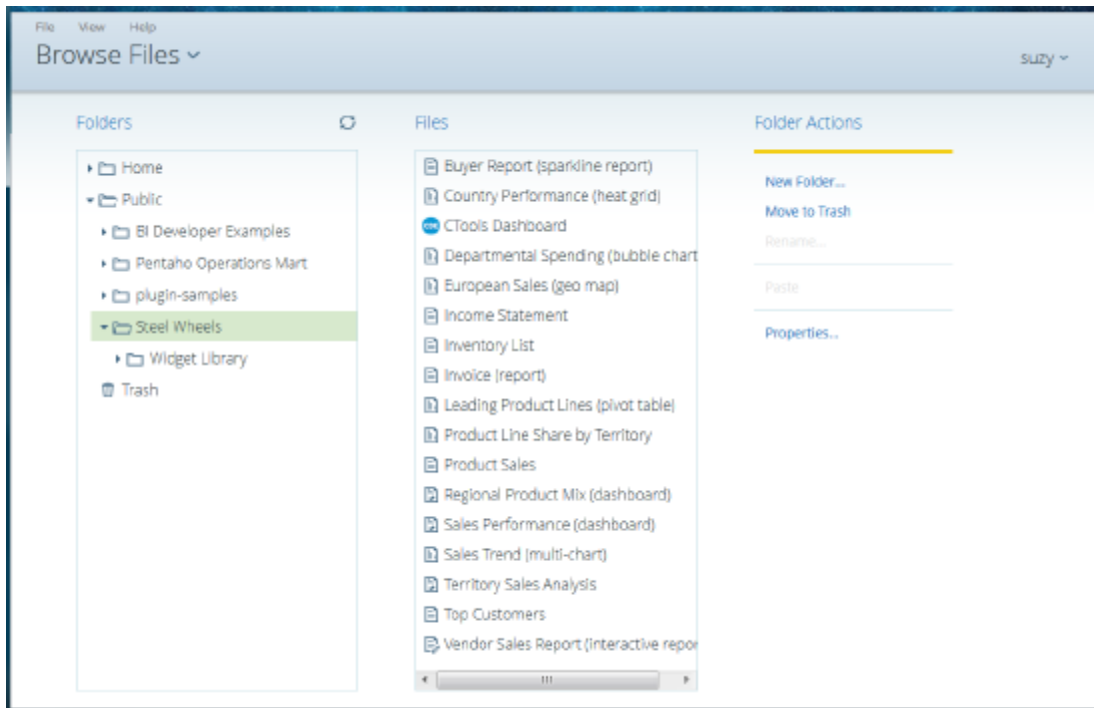 File View Help
Browse Files
suzy
Folders
Files
Folder Actions
Home
Public
BI Developer Examples
Pentaho Operations Mart
plugin-samples
Steel Wheels
Widget Library
Trash
Buyer Report (sparkline report)
Country Performance (heat grid)
CTools Dashboard
Departmental Spending (bubble chart
European Sales (geo map)
Income Statement
Inventory List
Invoice (report)
Leading Product Lines (pivot table)
Product Line Share by Territory
Product Sales
Regional Product Mix (dashboard)
Sales Performance (dashboard)
Sales Trend (multi-chart)
Territory Sales Analysis
Top Customers
Vendor Sales Report (interactive repor
New Folder...
Move to Trash
Rename...
Paste
Properties...